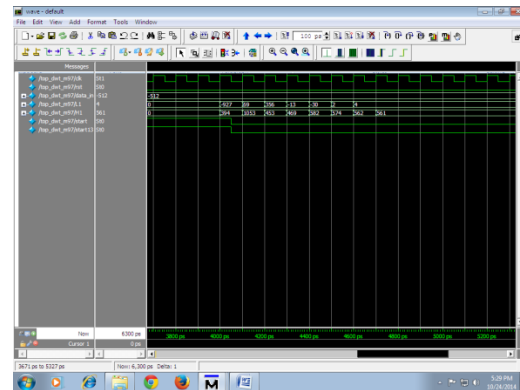 wave - default
File Edit View Add Format Tools Window
100 ps
Messages
/top_dwt_m97/clk St1
/top_dwt_m97/rst St0
/top_dwt_m97/data_in -512 -512
/top_dwt_m97/L1 4 0 -927 89 356 -13 -30 2 4
/top_dwt_m97/H1 561 0 394 1053 453 469 582 574 562 561
/top_dwt_m97/start St0
/top_dwt_m97/start13 St0
Now 6300 ps 3800 ps 4000 ps 4200 ps 4400 ps 4600 ps 4800 ps 5000 ps 5200 ps
Cursor 1 0 ps
3671 ps to 5327 ps Now: 6,300 ps Delta: 1
5:29 PM
10/24/2014